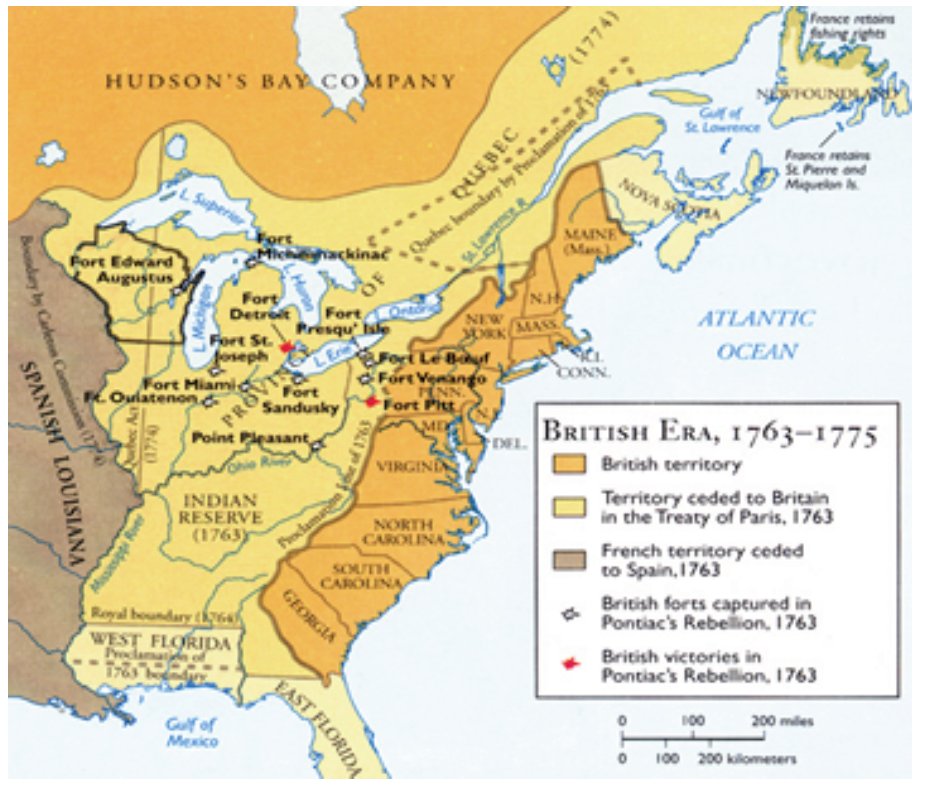 France retains
fishing rights
(1774)
HUDSON'S BAY COMPANY
NEWFOUNDLAND
Gulf of
St. Lawrence
QUEBEC
Quebec boundary by Proclamation of 1763
France retains
St. Pierre and
Miquelon Is.
NOVA SCOTIA
L. Superior
St. Lawrence R.
MAINE
(Mass.)
Fort
Michilimackinac
Fort Edward
Augustus
L. Michigan
L. Huron
PROVINCE OF
Fort
Detroit
Fort
Presqu' Isle
L. Ontario
N.H.
NEW
YORK
MASS.
ATLANTIC
OCEAN
Fort St.
Joseph
L. Erie
Fort Le Bœuf
R.I.
CONN.
Fort Miami
Fort Venango
Ft. Ouiatenon
Fort
Sandusky
PENN.
Fort Pitt
N.
Boundary by
SPANISH LOUISIANA
Quebec Act
(1774)
Point Pleasant
MD.
DEL.
Ohio River
VIRGINIA
Proclamation Line of 1763
INDIAN
RESERVE
(1763)
NORTH
CAROLINA
Mississippi River
SOUTH
CAROLINA
GEORGIA
Royal boundary (1764)
WEST FLORIDA
Proclamation of
1763 boundary
EAST FLORIDA
Gulf of
Mexico
BRITISH ERA, 1763–1775
British territory
Territory ceded to Britain
in the Treaty of Paris, 1763
French territory ceded
to Spain,1763
British forts captured in
Pontiac's Rebellion, 1763
British victories in
Pontiac's Rebellion, 1763
0 100 200 miles
0 100 200 kilometers